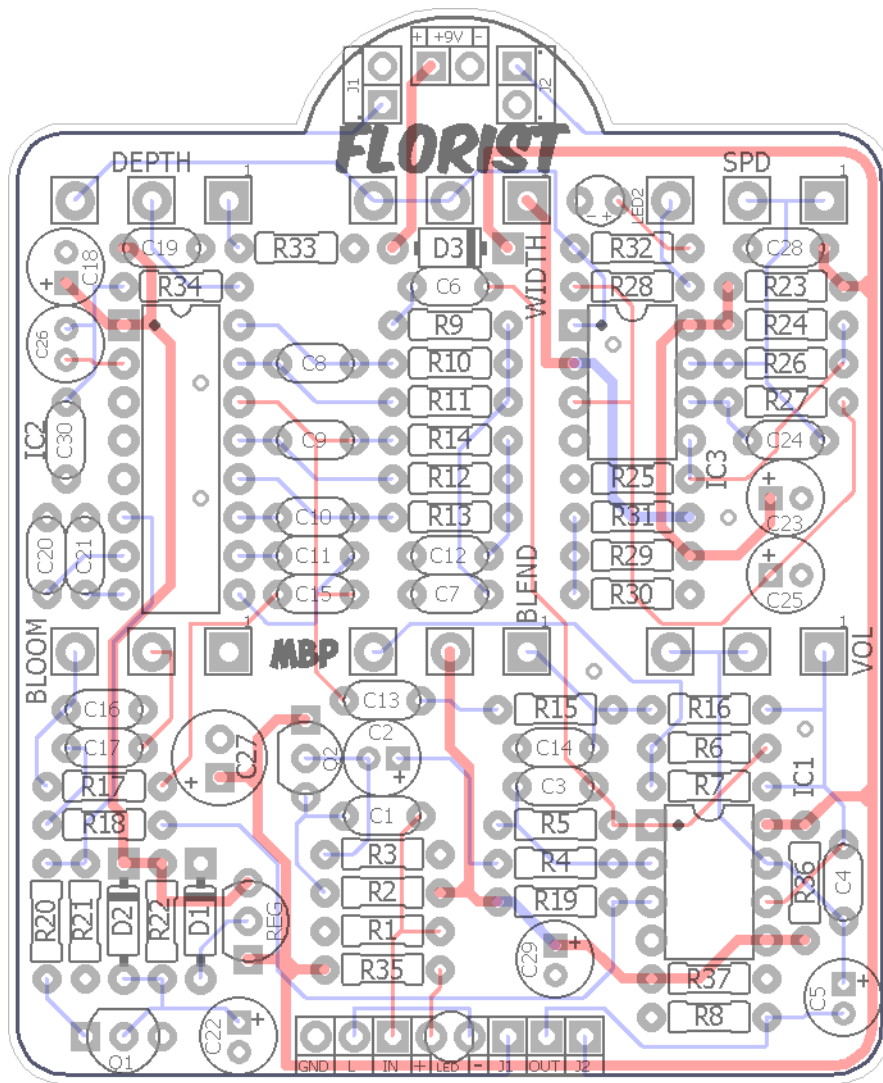 + +9V -
J1
J2
FLORIST
DEPTH
1
1
SPD
1
- +
LED2
C19
R33
D3
WIDTH
R32
C28
C18
+
R34
C6
R28
R23
C26
R9
R24
C8
R10
R26
R11
R27
IC2
C30
C9
R14
C24
R12
R25
IC3
+
C10
R13
R31
C23
C20
C21
C11
C12
R29
+
C15
C7
R30
C25
BLOOM
1
MBP
BLEND
1
1
VOL
C16
C13
R15
R16
C17
C27
+
Q2
C2
+
C14
R6
R17
C3
R7
IC1
R18
C1
R5
R3
R4
R36
C4
R20
R21
D2
R22
D1
REG
R2
R19
R1
C29
+
R35
R37
C5
+
Q1
C22
+
R8
GND L IN + LED - J1 OUT J2